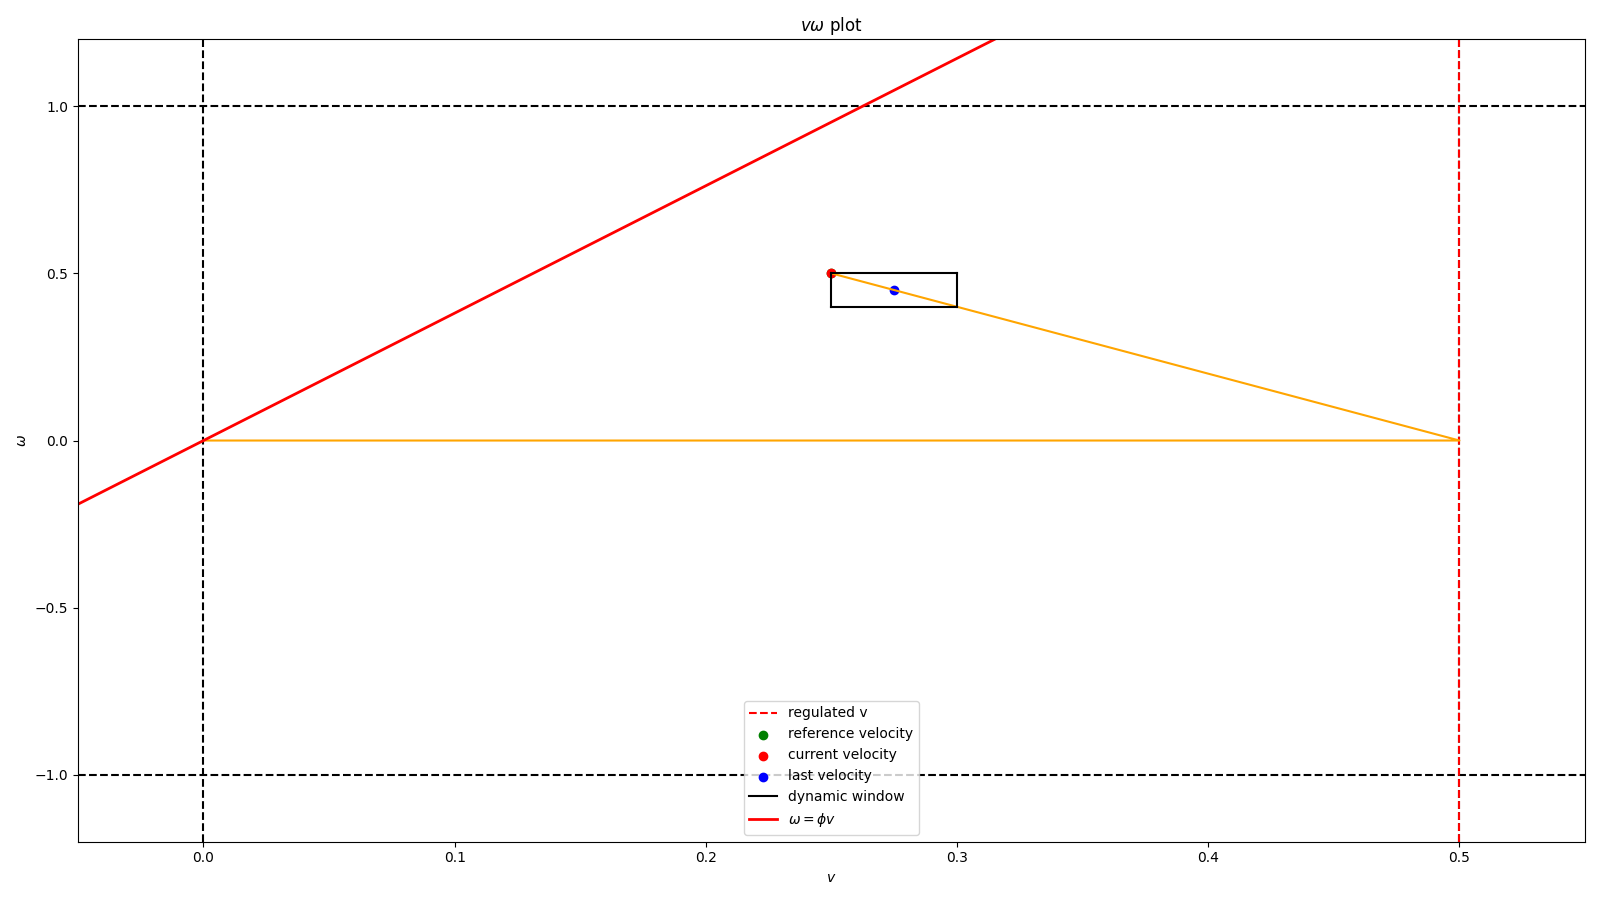 vω plot
1.0
0.5
0.0
−0.5
−1.0
ω
0.0 0.1 0.2 0.3 0.4 0.5
v
regulated v
reference velocity
current velocity
last velocity
dynamic window
ω = ϕv